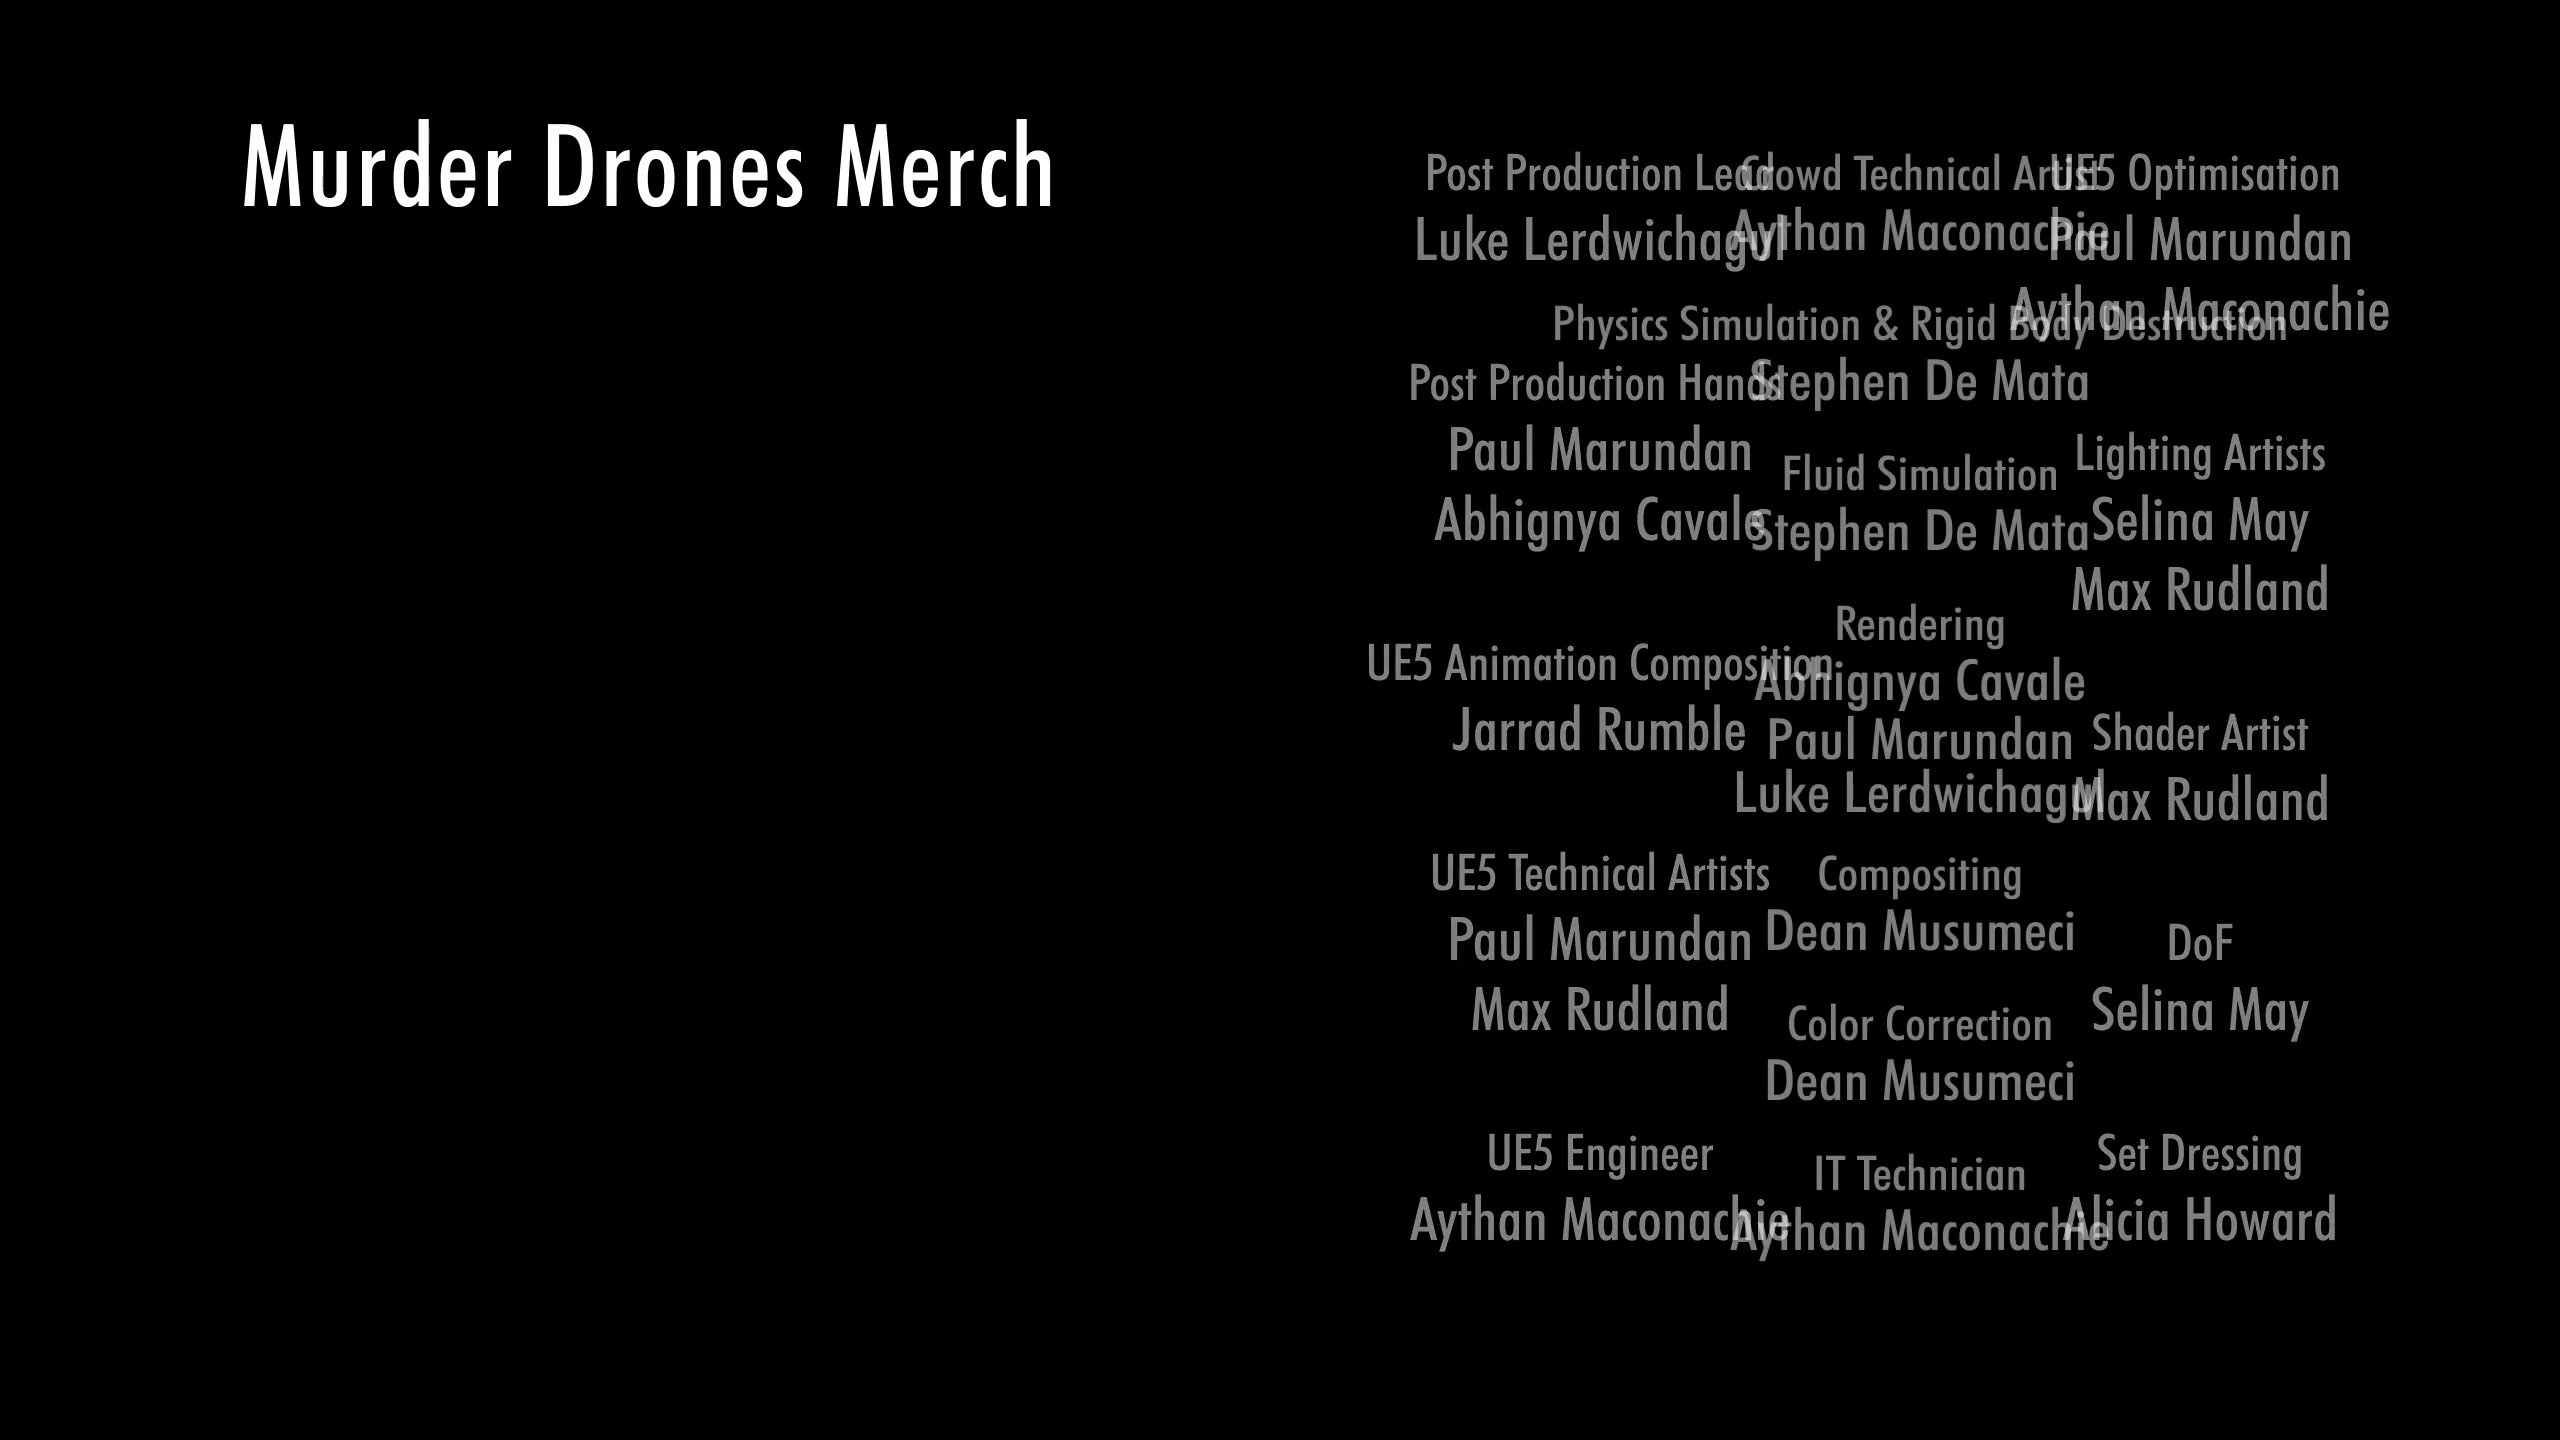 Murder Drones Merch
Post Production Lead
Luke Lerdwichagul
Post Production Hands
Paul Marundan
Abhignya Cavale
UE5 Animation Composition
Jarrad Rumble
UE5 Technical Artists
Paul Marundan
Max Rudland
UE5 Engineer
Aythan Maconachie
Crowd Technical Artist
Aythan Maconachie
Physics Simulation & Rigid Body Destruction
Stephen De Mata
Fluid Simulation
Stephen De Mata
Rendering
Abhignya Cavale
Paul Marundan
Luke Lerdwichagul
Compositing
Dean Musumeci
Color Correction
Dean Musumeci
IT Technician
Aythan Maconachie
UE5 Optimisation
Paul Marundan
Aythan Maconachie
Lighting Artists
Selina May
Max Rudland
Shader Artist
Max Rudland
DoF
Selina May
Set Dressing
Alicia Howard